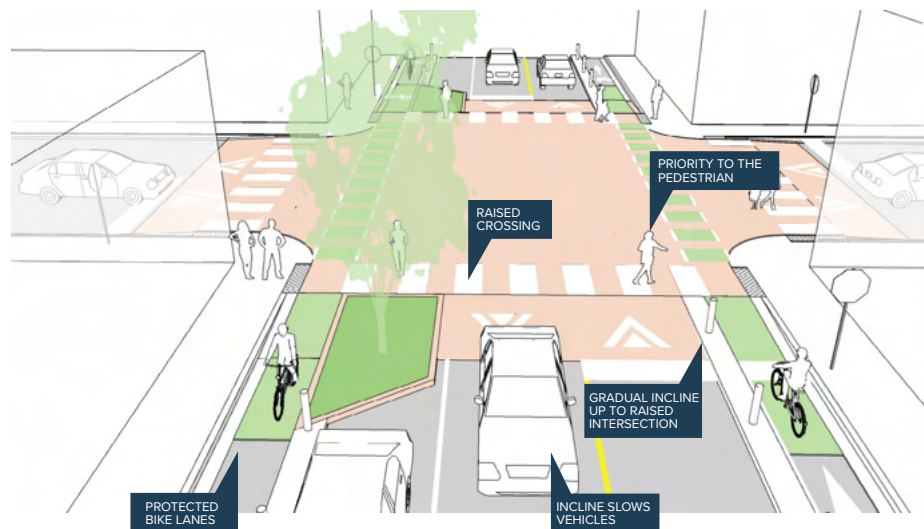 PRIORITY TO THE
PEDESTRIAN
RAISED
CROSSING
GRADUAL INCLINE
UP TO RAISED
INTERSECTION
PROTECTED
BIKE LANES
INCLINE SLOWS
VEHICLES